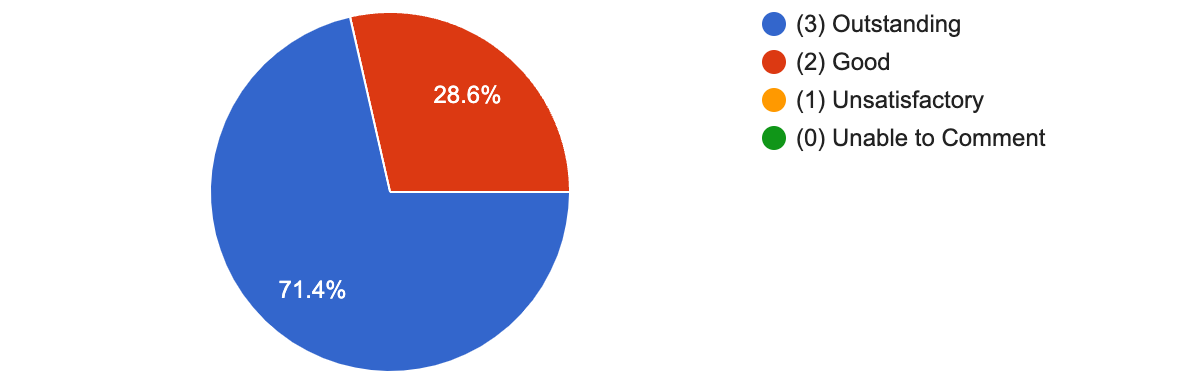 (3) Outstanding
(2) Good
(1) Unsatisfactory
(0) Unable to Comment
28.6%
71.4%